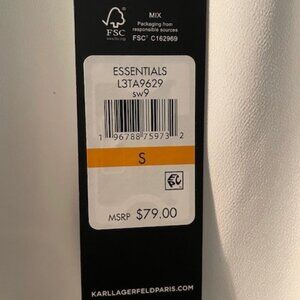 MIX
Packaging from
responsible sources
FSC
FSC® C162969
ESSENTIALS
L3TA9629
sw9
1 96788 75973 2
S
MSRP $79.00
KARLLAGERFELDPARIS.COM